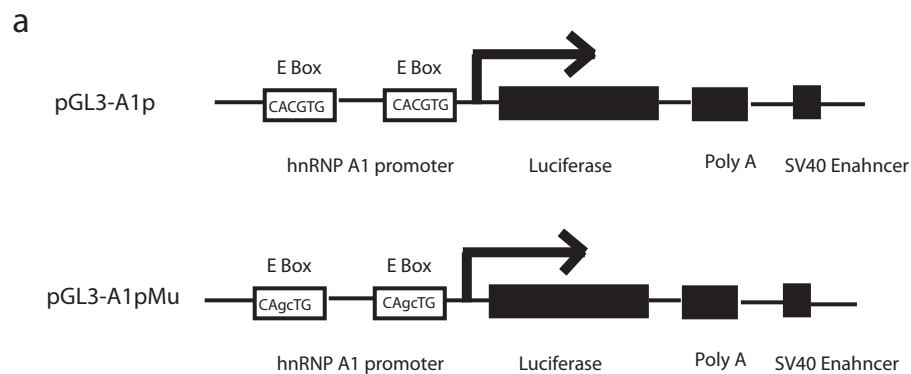 a
E Box E Box
pGL3-A1p
CACGTG CACGTG
hnRNP A1 promoter Luciferase Poly A SV40 Enahncer
E Box E Box
pGL3-A1pMu
CAgcTG CAgcTG
hnRNP A1 promoter Luciferase Poly A SV40 Enahncer